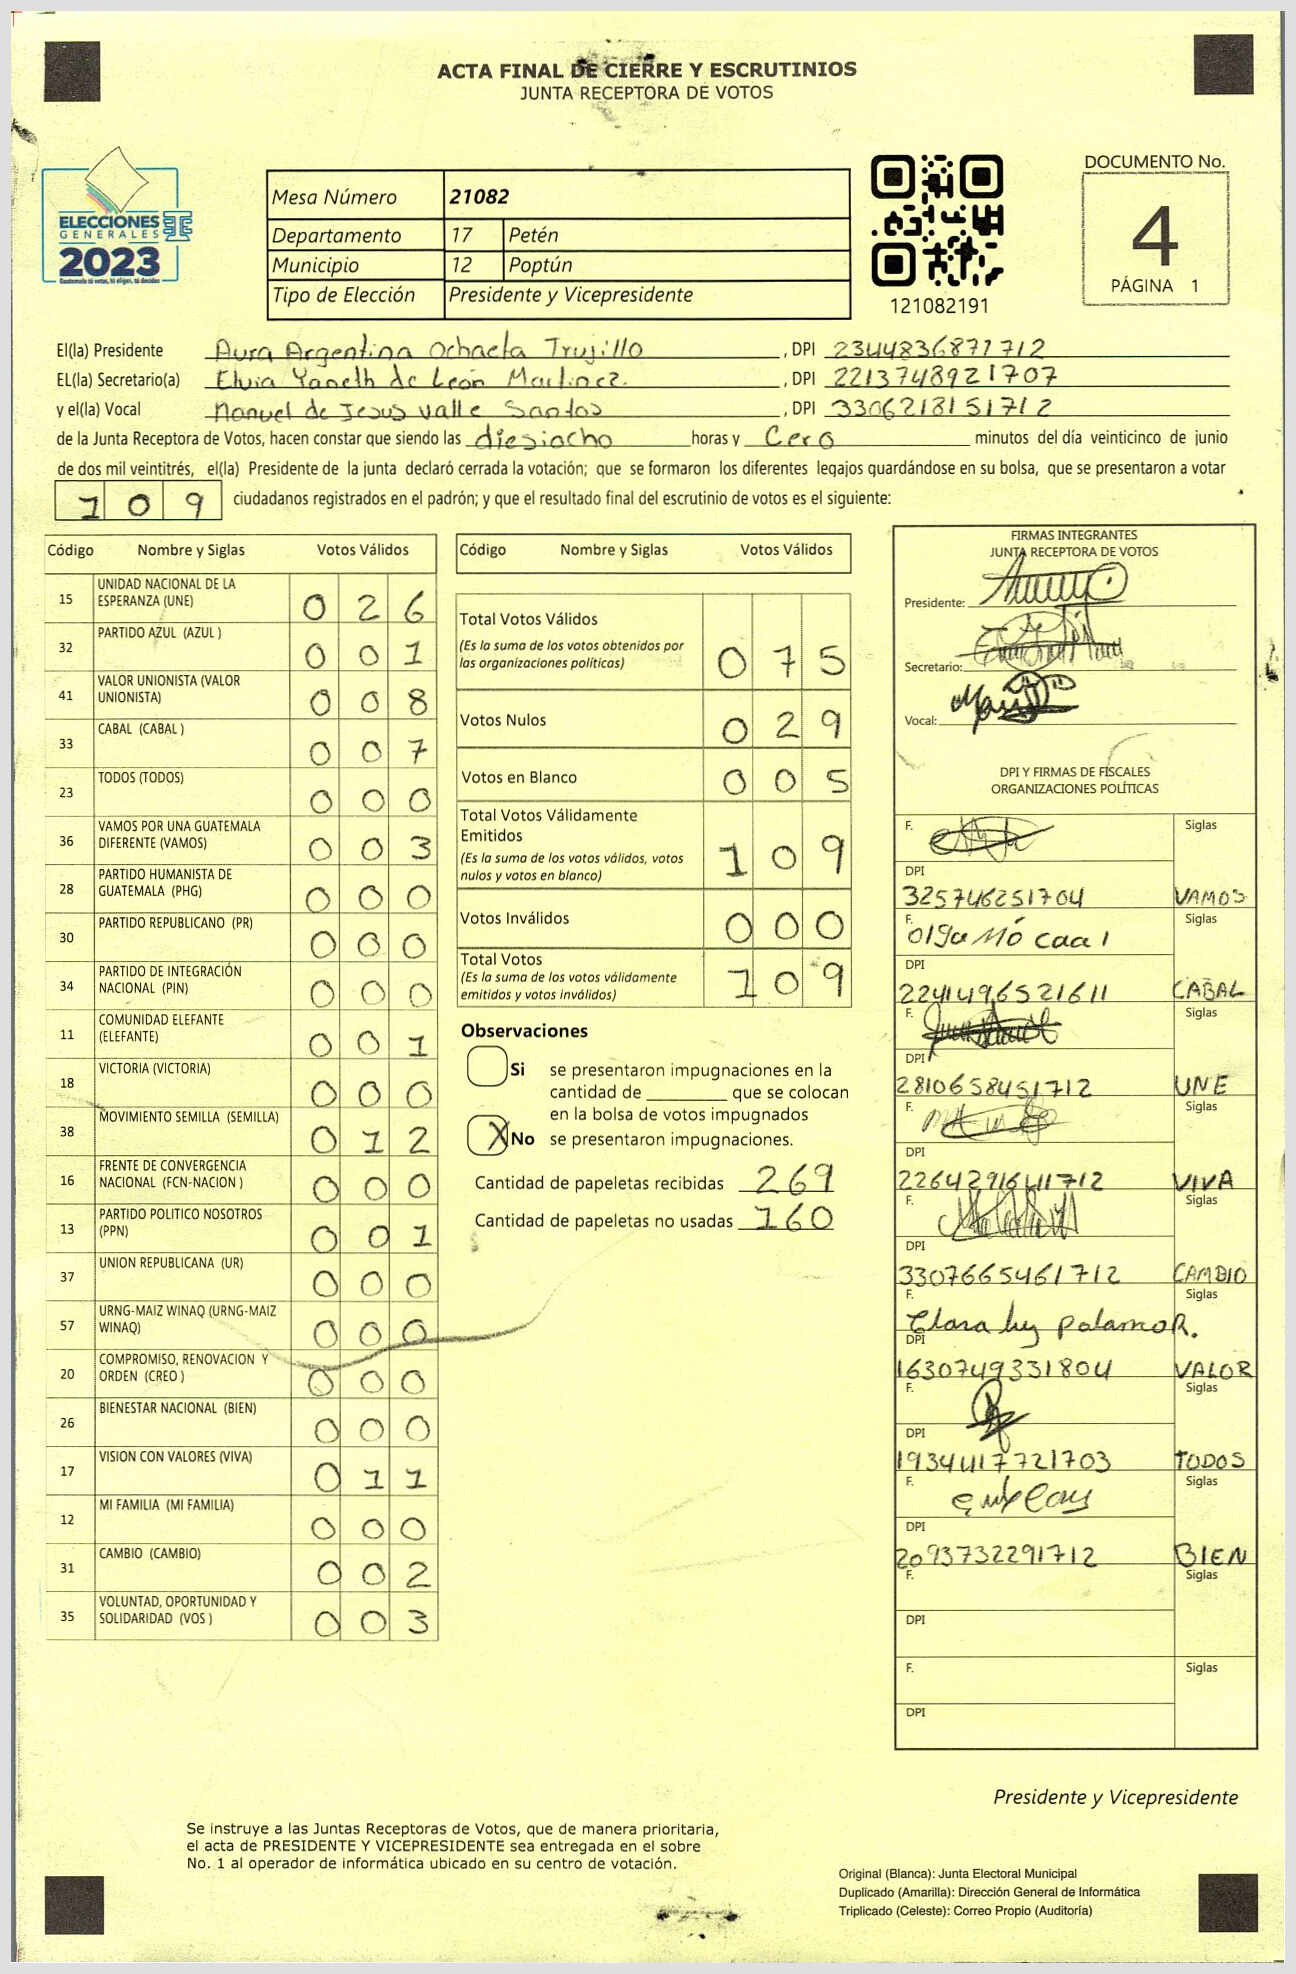 ACTA FINAL DE CIERRE Y ESCRUTINIOS
JUNTA RECEPTORA DE VOTOS
ELECCIONES
GENERALES
2023
Guatemala tú votas, tú eliges, tú decides
Mesa Número 21082
Departamento 17 Petén
Municipio 12 Poptún
Tipo de Elección Presidente y Vicepresidente
121082191
DOCUMENTO No.
4
PÁGINA 1
El(la) Presidente Aura Argentina Ochaeta Trujillo , DPI 2344836871712
EL(la) Secretario(a) Elvia Yaneth de León Martinez. , DPI 2213748921707
y el(la) Vocal Manuel de Jesus Valle Santos , DPI 3306218151712
de la Junta Receptora de Votos, hacen constar que siendo las diesiocho horas y Cero minutos del día veinticinco de junio
de dos mil veintitrés, el(la) Presidente de la junta declaró cerrada la votación; que se formaron los diferentes legajos guardándose en su bolsa, que se presentaron a votar
109 ciudadanos registrados en el padrón; y que el resultado final del escrutinio de votos es el siguiente:
Código Nombre y Siglas Votos Válidos
15 UNIDAD NACIONAL DE LA
ESPERANZA (UNE) 0 2 6
32 PARTIDO AZUL (AZUL ) 0 0 1
41 VALOR UNIONISTA (VALOR
UNIONISTA) 0 0 8
33 CABAL (CABAL ) 0 0 7
23 TODOS (TODOS) 0 0 0
36 VAMOS POR UNA GUATEMALA
DIFERENTE (VAMOS) 0 0 3
28 PARTIDO HUMANISTA DE
GUATEMALA (PHG) 0 0 0
30 PARTIDO REPUBLICANO (PR) 0 0 0
34 PARTIDO DE INTEGRACIÓN
NACIONAL (PIN) 0 0 0
11 COMUNIDAD ELEFANTE
(ELEFANTE) 0 0 1
18 VICTORIA (VICTORIA) 0 0 0
38 MOVIMIENTO SEMILLA (SEMILLA) 0 1 2
16 FRENTE DE CONVERGENCIA
NACIONAL (FCN-NACION ) 0 0 0
13 PARTIDO POLITICO NOSOTROS
(PPN) 0 0 1
37 UNION REPUBLICANA (UR) 0 0 0
57 URNG-MAIZ WINAQ (URNG-MAIZ
WINAQ) 0 0 0
20 COMPROMISO, RENOVACION Y
ORDEN (CREO ) 0 0 0
26 BIENESTAR NACIONAL (BIEN) 0 0 0
17 VISION CON VALORES (VIVA) 0 1 1
12 MI FAMILIA (MI FAMILIA) 0 0 0
31 CAMBIO (CAMBIO) 0 0 2
35 VOLUNTAD, OPORTUNIDAD Y
SOLIDARIDAD (VOS ) 0 0 3
Código Nombre y Siglas Votos Válidos
Total Votos Válidos
(Es la suma de los votos obtenidos por
las organizaciones políticas) 0 7 5
Votos Nulos 0 2 9
Votos en Blanco 0 0 5
Total Votos Válidamente
Emitidos
(Es la suma de los votos válidos, votos
nulos y votos en blanco) 1 0 9
Votos Inválidos 0 0 0
Total Votos
(Es la suma de los votos válidamente
emitidos y votos inválidos) 1 0 9
Observaciones
Si se presentaron impugnaciones en la
cantidad de ________ que se colocan
en la bolsa de votos impugnados
X No se presentaron impugnaciones.
Cantidad de papeletas recibidas 269
Cantidad de papeletas no usadas 160
FIRMAS INTEGRANTES
JUNTA RECEPTORA DE VOTOS
Presidente:
Secretario:
Vocal:
DPI Y FIRMAS DE FISCALES
ORGANIZACIONES POLÍTICAS
F. Siglas
DPI
325746251704 VAMOS
F. Olga Mó Caal Siglas
DPI
2241496521611 CABAL
F. Siglas
DPI
2810658451712 UNE
F. Siglas
DPI
2264291641712 VIVA
F. Siglas
DPI
3307665461712 CAMBIO
F. Siglas
Clara luz palamo R.
DPI
1630749331804 VALOR
F. Siglas
DPI
1934417721703 TODOS
F. Siglas
DPI
2093732291712 BIEN
F. Siglas
DPI
F. Siglas
DPI
Presidente y Vicepresidente
Se instruye a las Juntas Receptoras de Votos, que de manera prioritaria,
el acta de PRESIDENTE Y VICEPRESIDENTE sea entregada en el sobre
No. 1 al operador de informática ubicado en su centro de votación.
Original (Blanca): Junta Electoral Municipal
Duplicado (Amarilla): Dirección General de Informática
Triplicado (Celeste): Correo Propio (Auditoría)